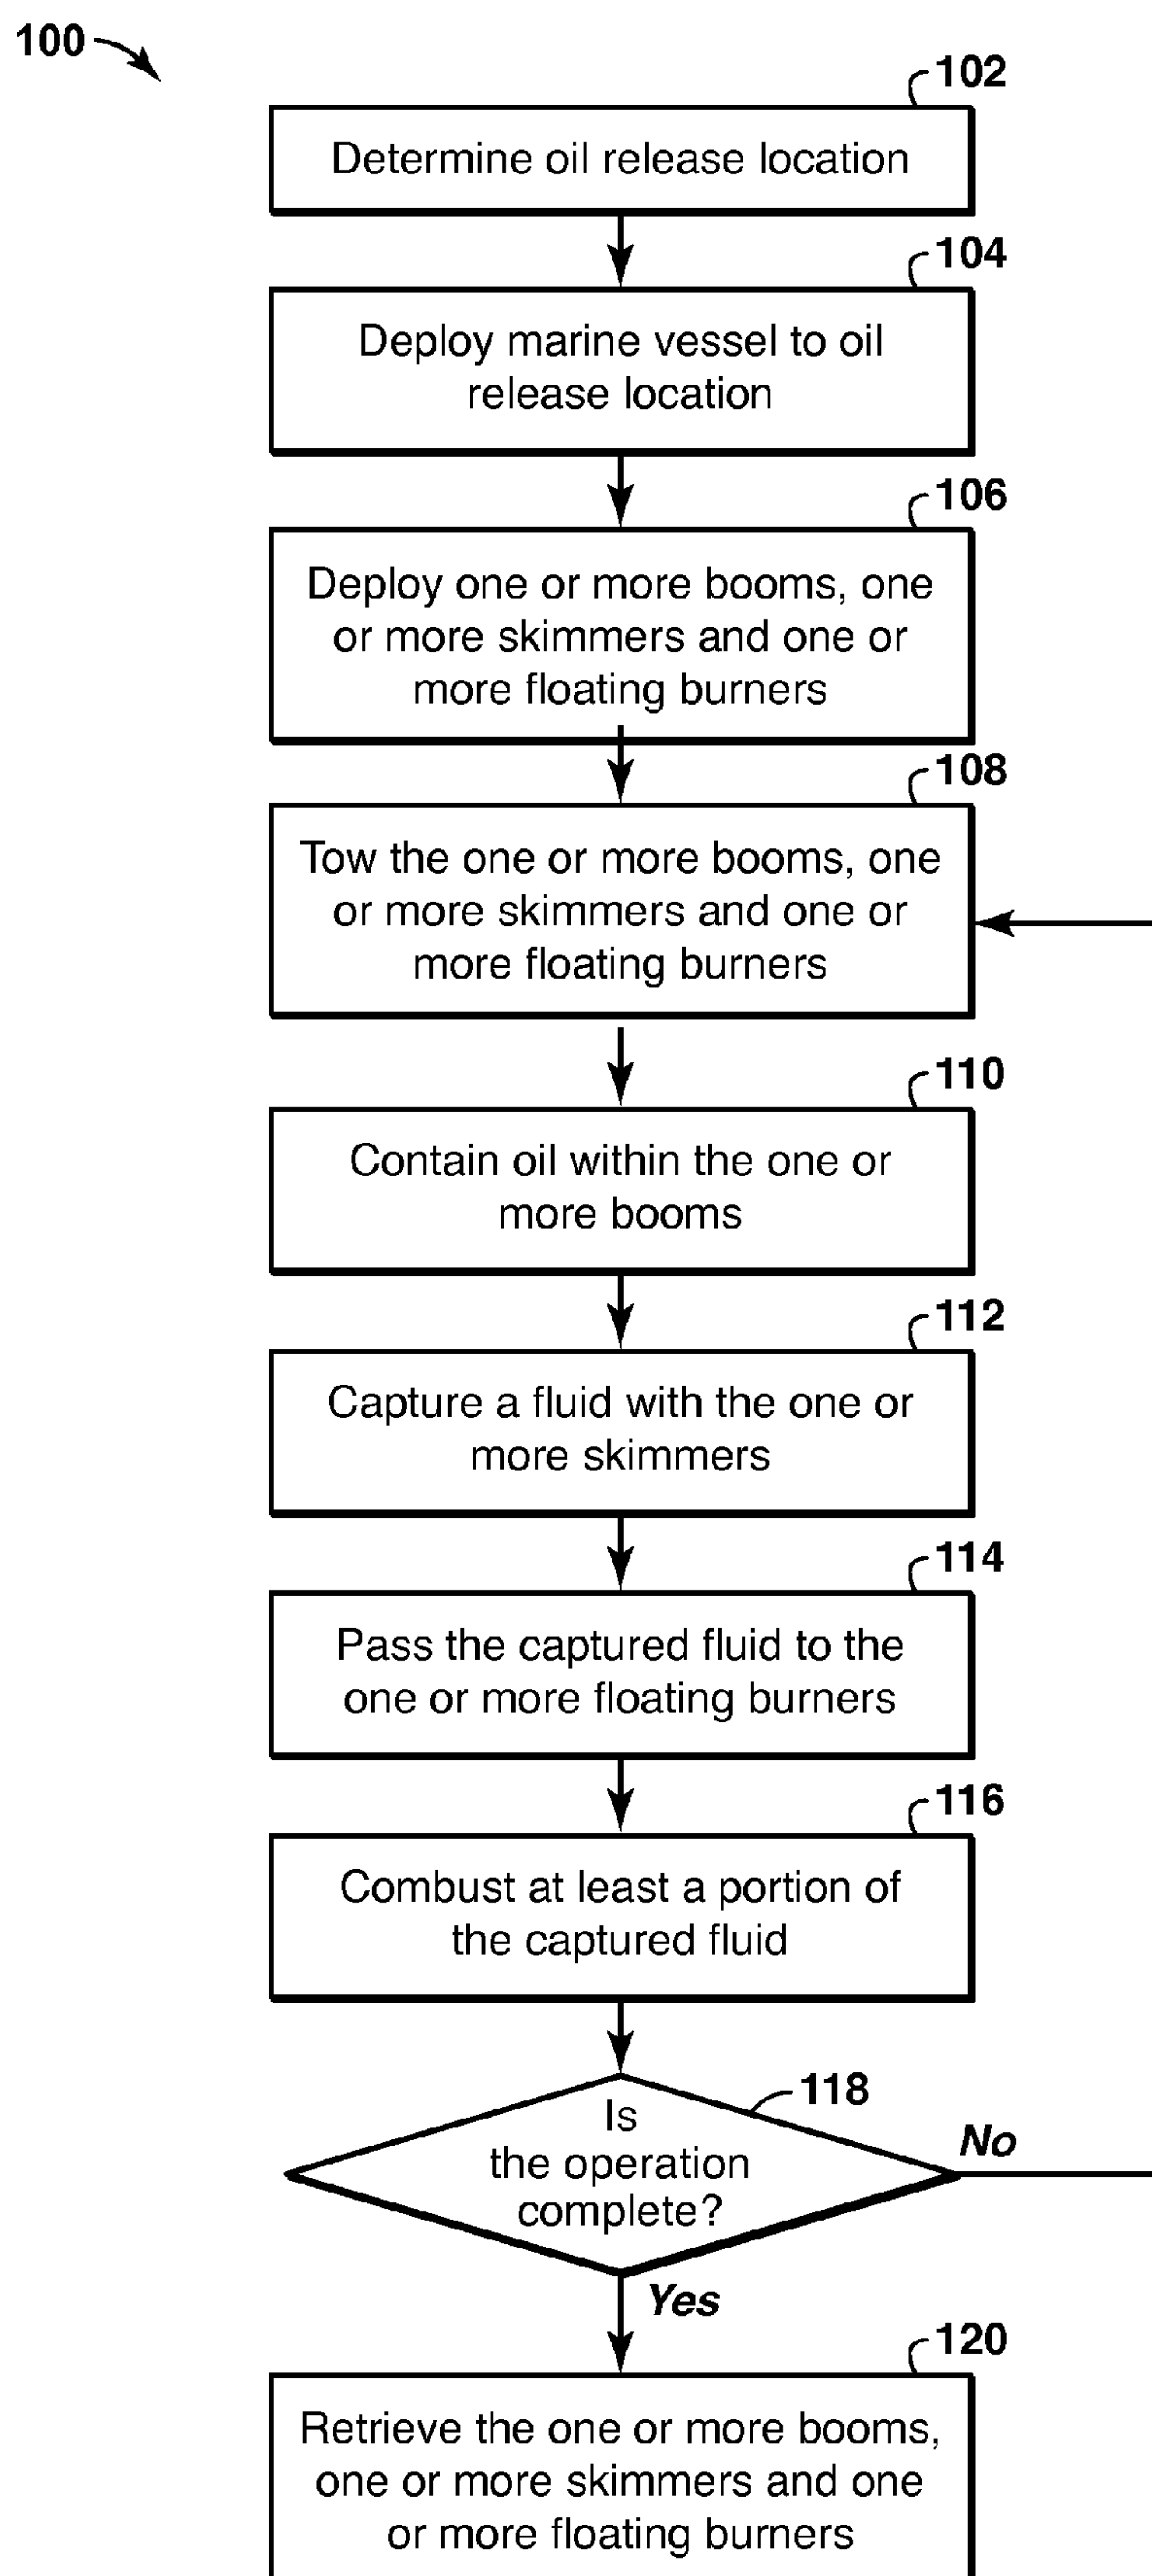 100
102
Determine oil release location
104
Deploy marine vessel to oil
release location
106
Deploy one or more booms, one
or more skimmers and one or
more floating burners
108
Tow the one or more booms, one
or more skimmers and one or
more floating burners
110
Contain oil within the one or
more booms
112
Capture a fluid with the one or
more skimmers
114
Pass the captured fluid to the
one or more floating burners
116
Combust at least a portion of
the captured fluid
118
Is
the operation
complete?
No
Yes
120
Retrieve the one or more booms,
one or more skimmers and one
or more floating burners